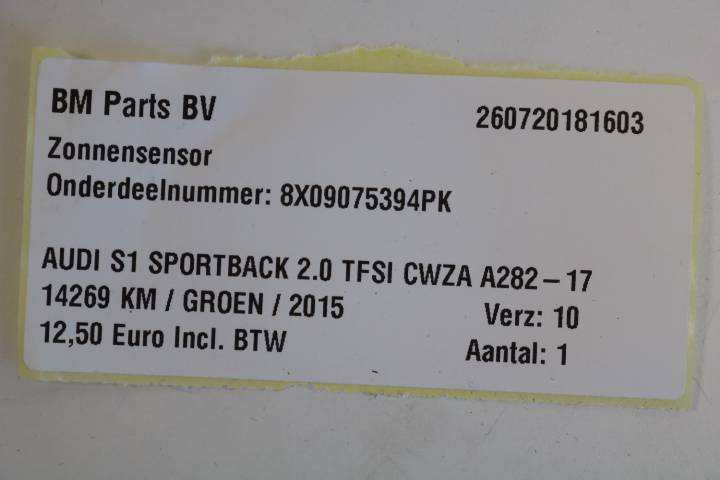 BM Parts BV 260720181603
Zonnensensor
Onderdeelnummer: 8X09075394PK
AUDI S1 SPORTBACK 2.0 TFSI CWZA A282-17
14269 KM / GROEN / 2015 Verz: 10
12,50 Euro Incl. BTW Aantal: 1